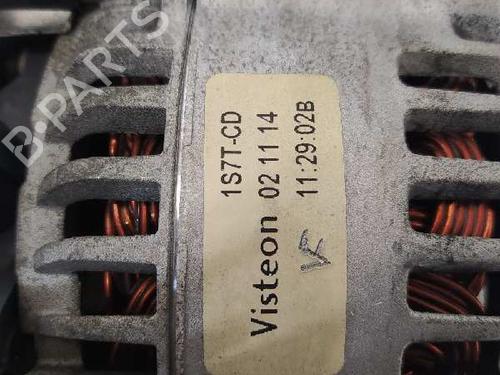 B-PARTS
1S7T-CD
Visteon 02 11 14
11:29:02B